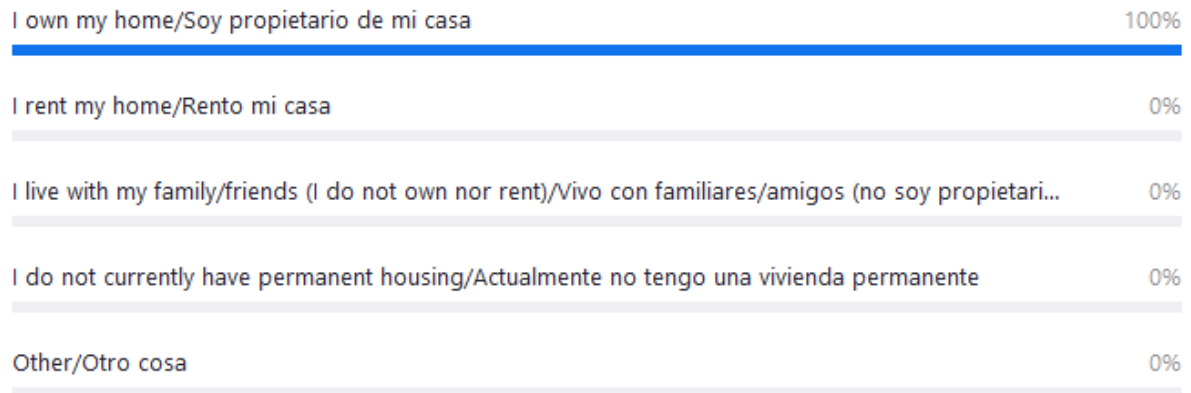 I own my home/Soy propietario de mi casa 100%
I rent my home/Rento mi casa 0%
I live with my family/friends (I do not own nor rent)/Vivo con familiares/amigos (no soy propietari... 0%
I do not currently have permanent housing/Actualmente no tengo una vivienda permanente 0%
Other/Otro cosa 0%